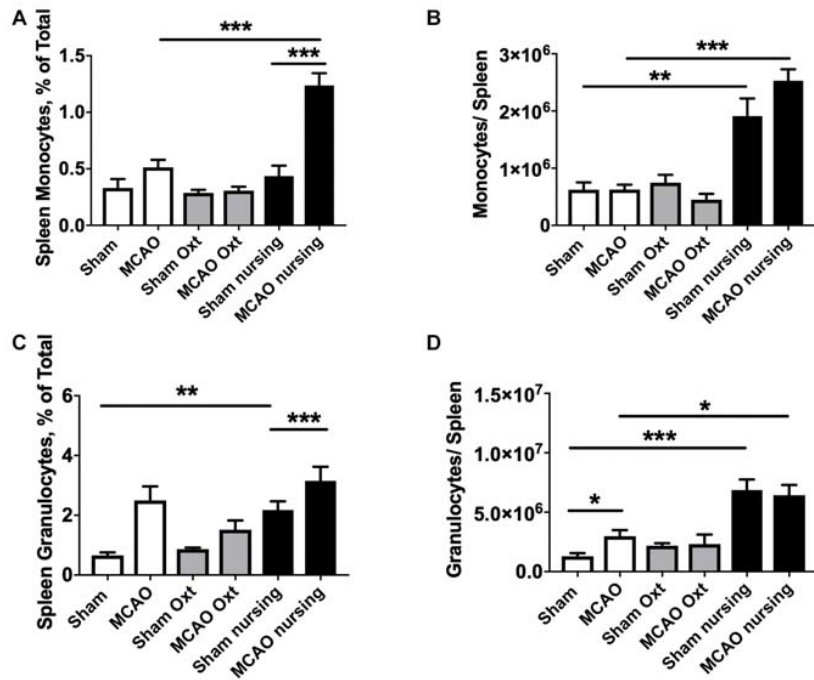 A
Spleen Monocytes, % of Total
1.5
1.0
0.5
0.0
***
***
Sham
MCAO
Sham Oxt
MCAO Oxt
Sham nursing
MCAO nursing
B
Monocytes/ Spleen
3×10⁶
2×10⁶
1×10⁶
0
***
**
Sham
MCAO
Sham Oxt
MCAO Oxt
Sham nursing
MCAO nursing
C
Spleen Granulocytes, % of Total
6
4
2
0
**
***
Sham
MCAO
Sham Oxt
MCAO Oxt
Sham nursing
MCAO nursing
D
Granulocytes/ Spleen
1.5×10⁷
1.0×10⁷
5.0×10⁶
0.0
*
***
*
Sham
MCAO
Sham Oxt
MCAO Oxt
Sham nursing
MCAO nursing